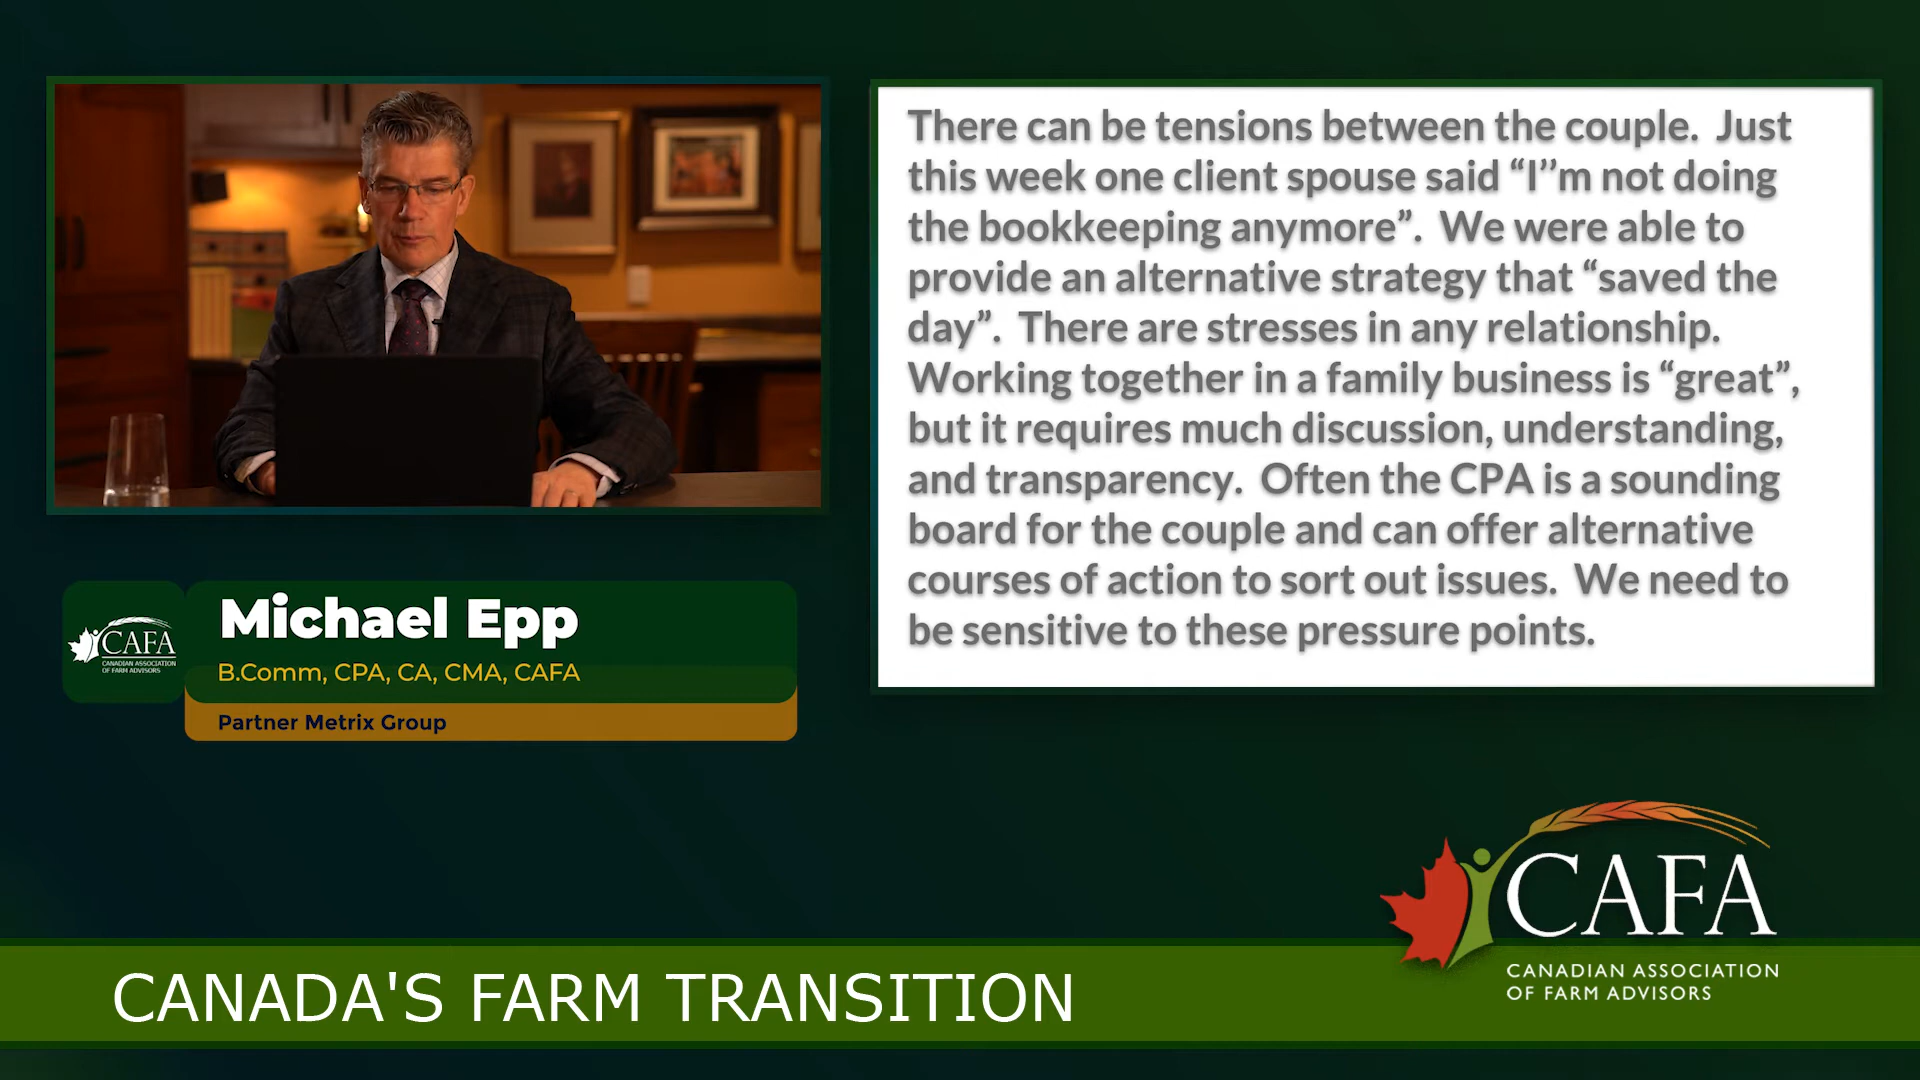 There can be tensions between the couple.  Just
this week one client spouse said “I’’m not doing
the bookkeeping anymore”.  We were able to
provide an alternative strategy that “saved the
day”.  There are stresses in any relationship.
Working together in a family business is “great”,
but it requires much discussion, understanding,
and transparency.  Often the CPA is a sounding
board for the couple and can offer alternative
courses of action to sort out issues.  We need to
be sensitive to these pressure points.
CAFA
CANADIAN ASSOCIATION
OF FARM ADVISORS
Michael Epp
B.Comm, CPA, CA, CMA, CAFA
Partner Metrix Group
CAFA
CANADIAN ASSOCIATION
OF FARM ADVISORS
CANADA'S FARM TRANSITION